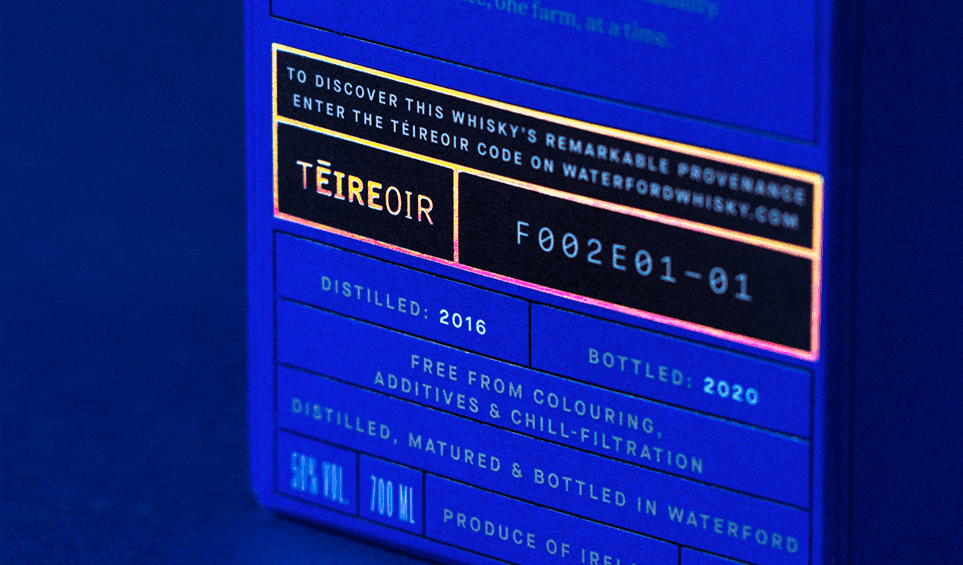 one farm, at a time.
TO DISCOVER THIS WHISKY'S REMARKABLE PROVENANCE
ENTER THE TÉIREOIR CODE ON WATERFORDWHISKY.COM
TĒIREOIR
F002E01-01
DISTILLED: 2016
BOTTLED: 2020
FREE FROM COLOURING,
ADDITIVES & CHILL-FILTRATION
DISTILLED, MATURED & BOTTLED IN WATERFORD
50% VOL.
700 ML
PRODUCE OF